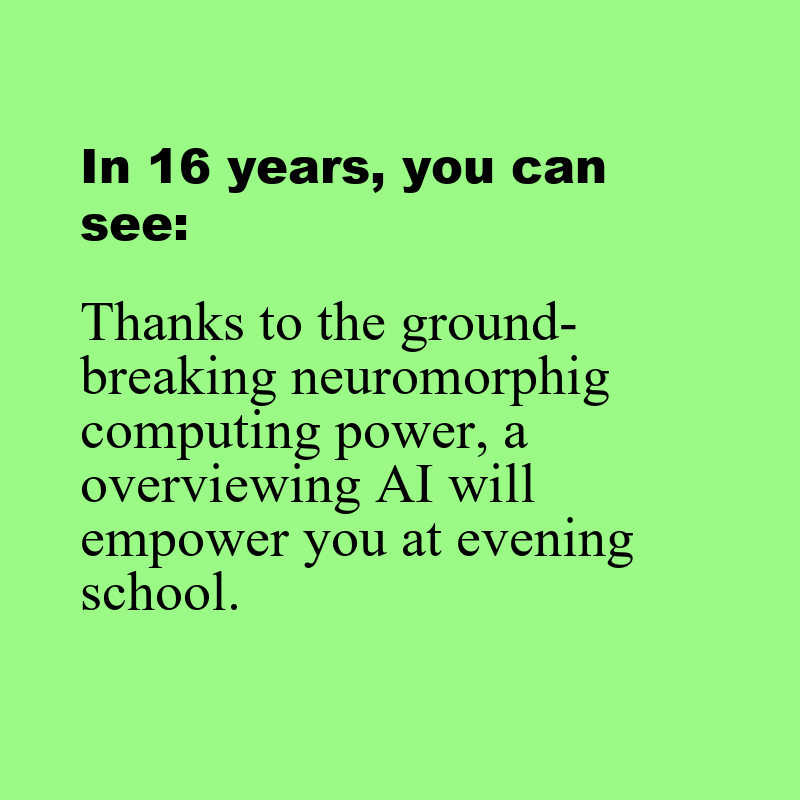 In 16 years, you can
see:
Thanks to the ground-
breaking neuromorphig
computing power, a
overviewing AI will
empower you at evening
school.